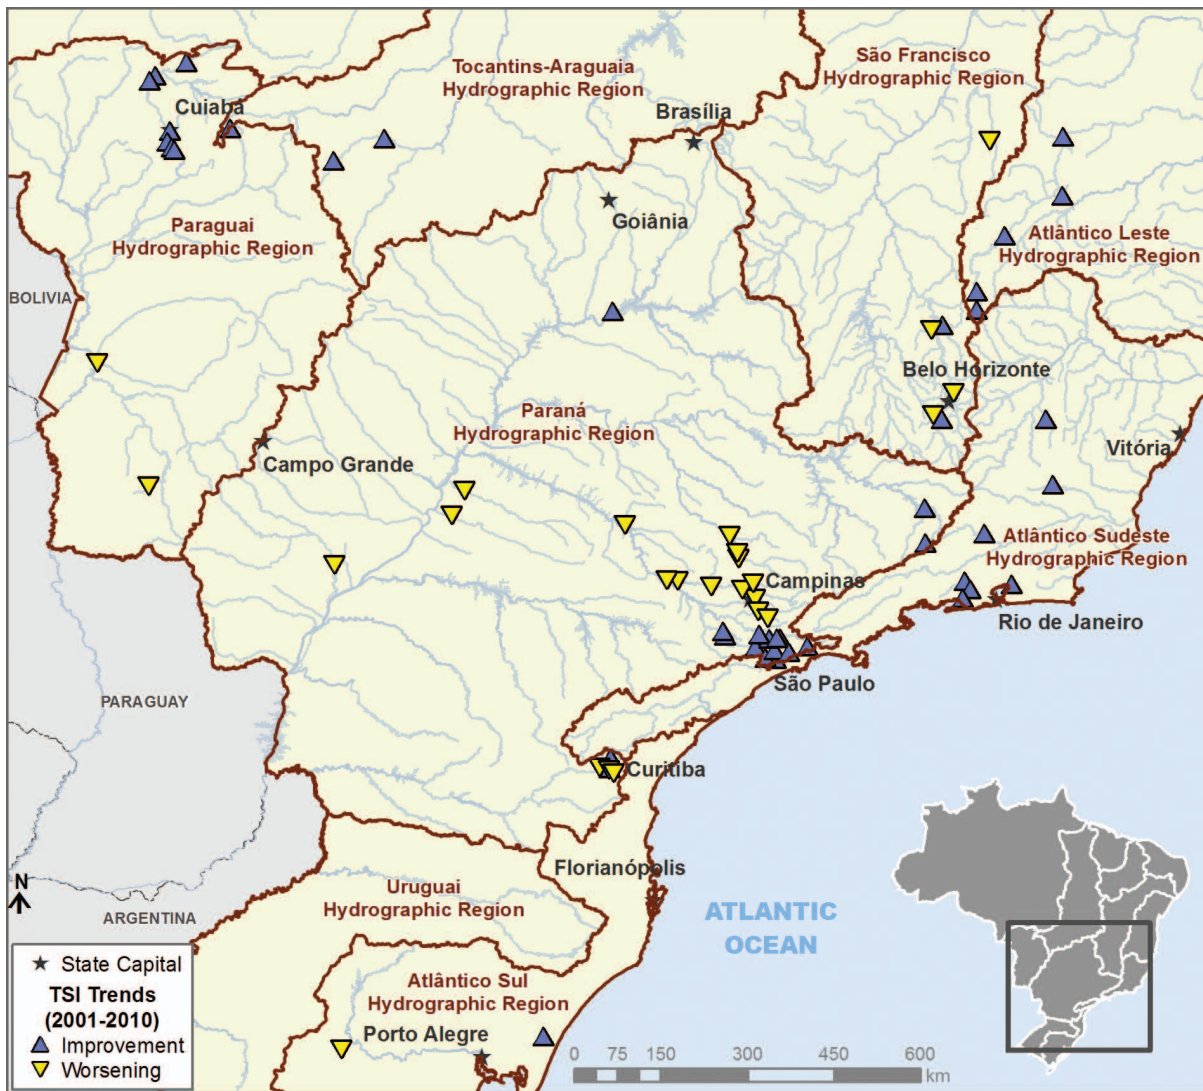 São Francisco
Hydrographic Region
Tocantins-Araguaia
Hydrographic Region
Cuiabá
Brasília
Goiânia
Paraguai
Hydrographic Region
Atlântico Leste
Hydrographic Region
BOLIVIA
Belo Horizonte
Paraná
Hydrographic Region
Vitória
Campo Grande
Atlântico Sudeste
Hydrographic Region
Campinas
Rio de Janeiro
São Paulo
PARAGUAY
Curitiba
Florianópolis
N
Uruguai
Hydrographic Region
ARGENTINA
ATLANTIC
OCEAN
State Capital
TSI Trends
(2001-2010)
Improvement
Worsening
Atlântico Sul
Hydrographic Region
Porto Alegre
0 75 150 300 450 600
km